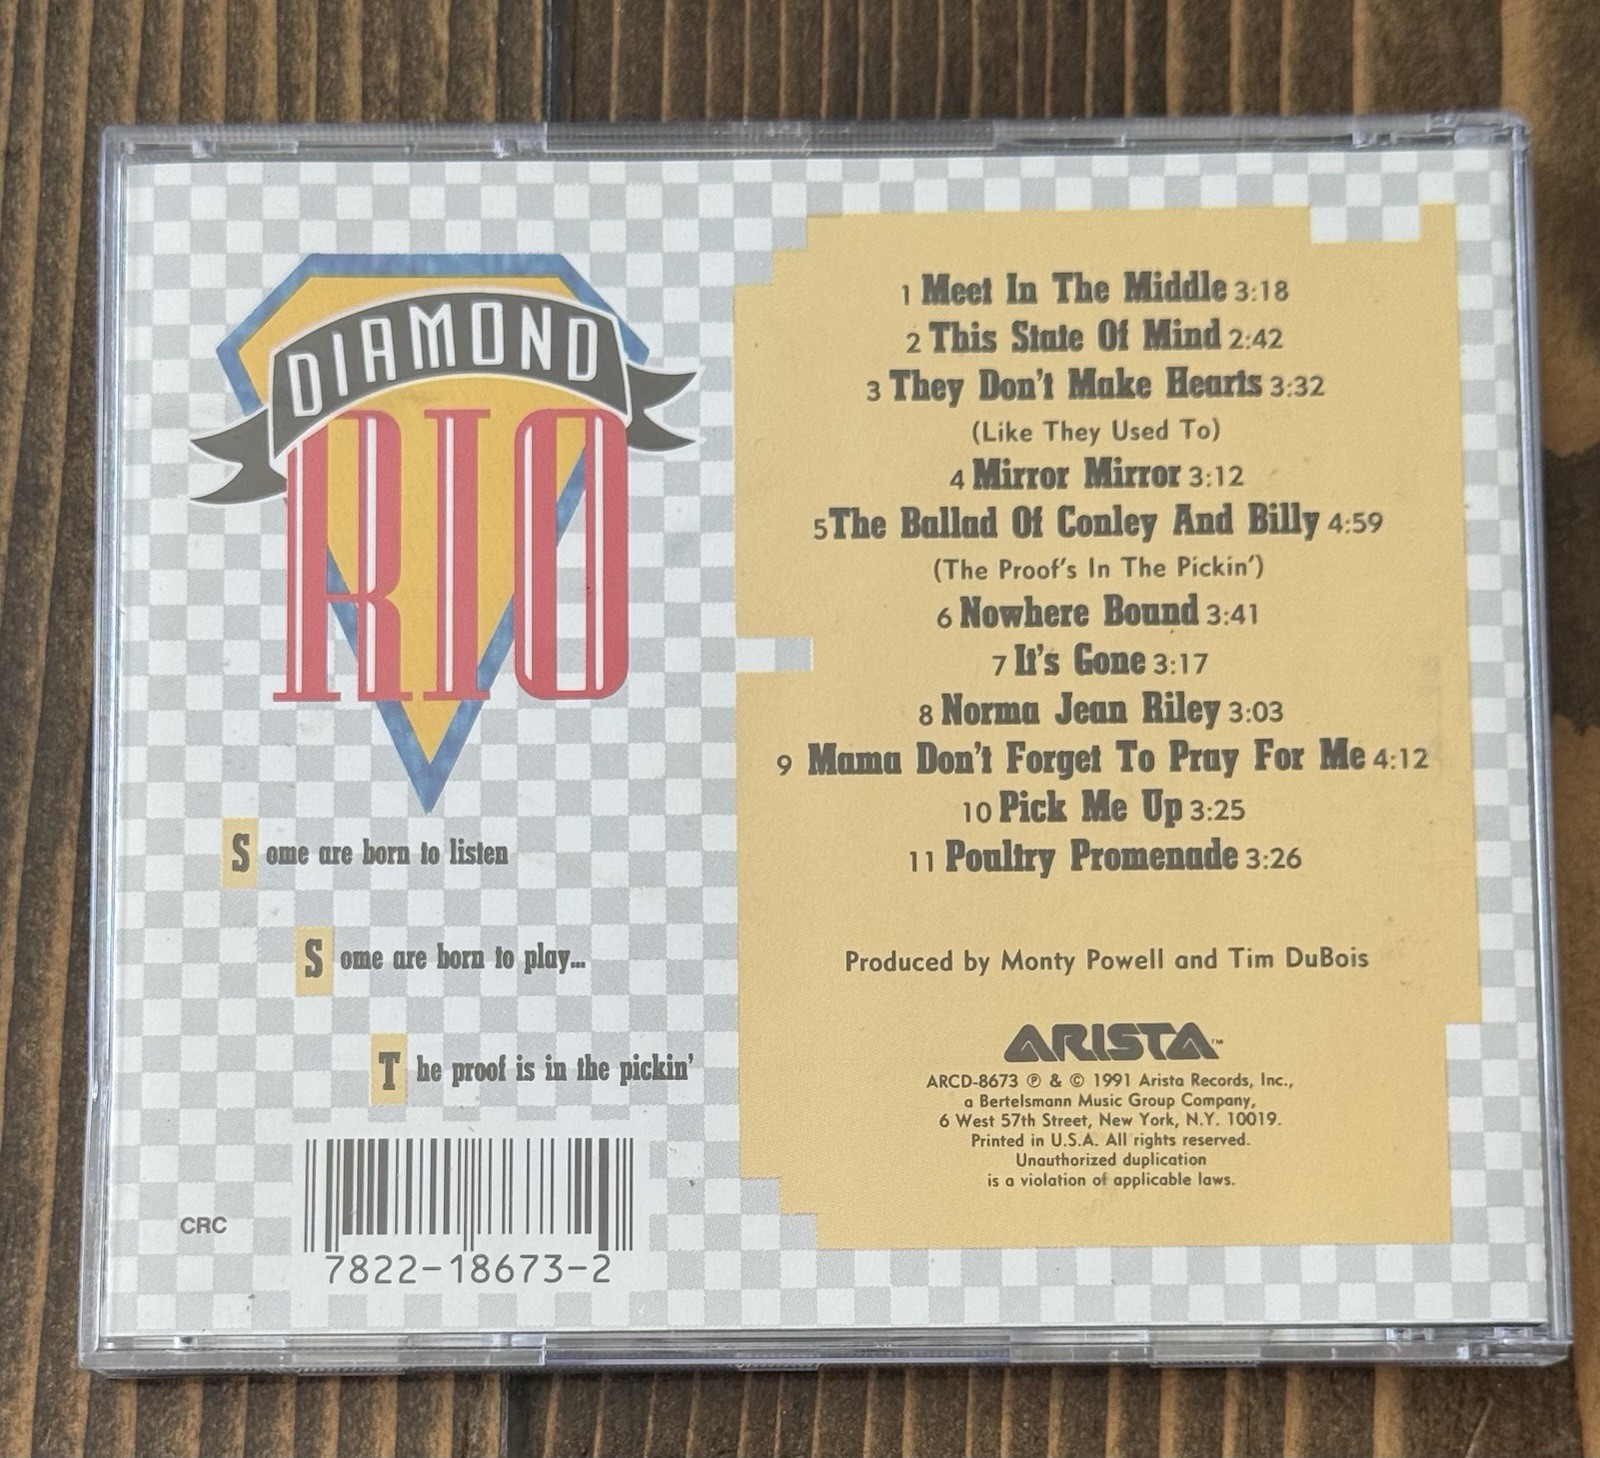 DIAMOND
RIO
Some are born to listen
Some are born to play...
The proof is in the pickin'
CRC
7822-18673-2
1 Meet In The Middle 3:18
2 This State Of Mind 2:42
3 They Don't Make Hearts 3:32
(Like They Used To)
4 Mirror Mirror 3:12
5 The Ballad Of Conley And Billy 4:59
(The Proof's In The Pickin')
6 Nowhere Bound 3:41
7 It's Gone 3:17
8 Norma Jean Riley 3:03
9 Mama Don't Forget To Pray For Me 4:12
10 Pick Me Up 3:25
11 Poultry Promenade 3:26
Produced by Monty Powell and Tim DuBois
ARISTA™
ARCD-8673 ℗ & © 1991 Arista Records, Inc.,
a Bertelsmann Music Group Company,
6 West 57th Street, New York, N.Y. 10019.
Printed in U.S.A. All rights reserved.
Unauthorized duplication
is a violation of applicable laws.